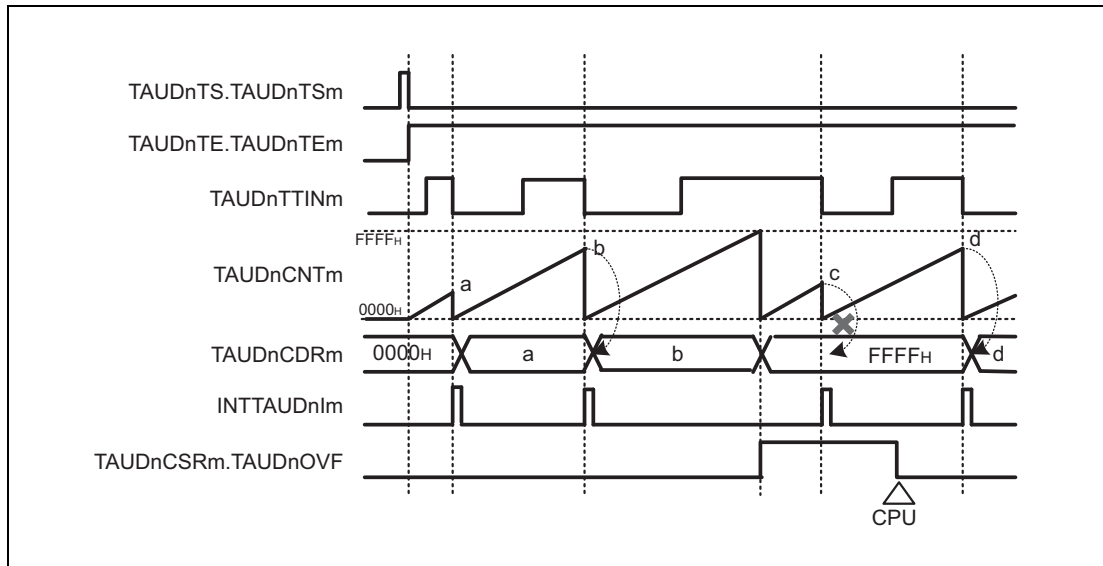 TAUDnTS.TAUDnTSm
TAUDnTE.TAUDnTEm
TAUDnTTINm
FFFFH
TAUDnCNTm
a
b
c
d
0000H
TAUDnCDRm
0000H
a
b
FFFFH
d
INTTAUDnIm
TAUDnCSRm.TAUDnOVF
CPU